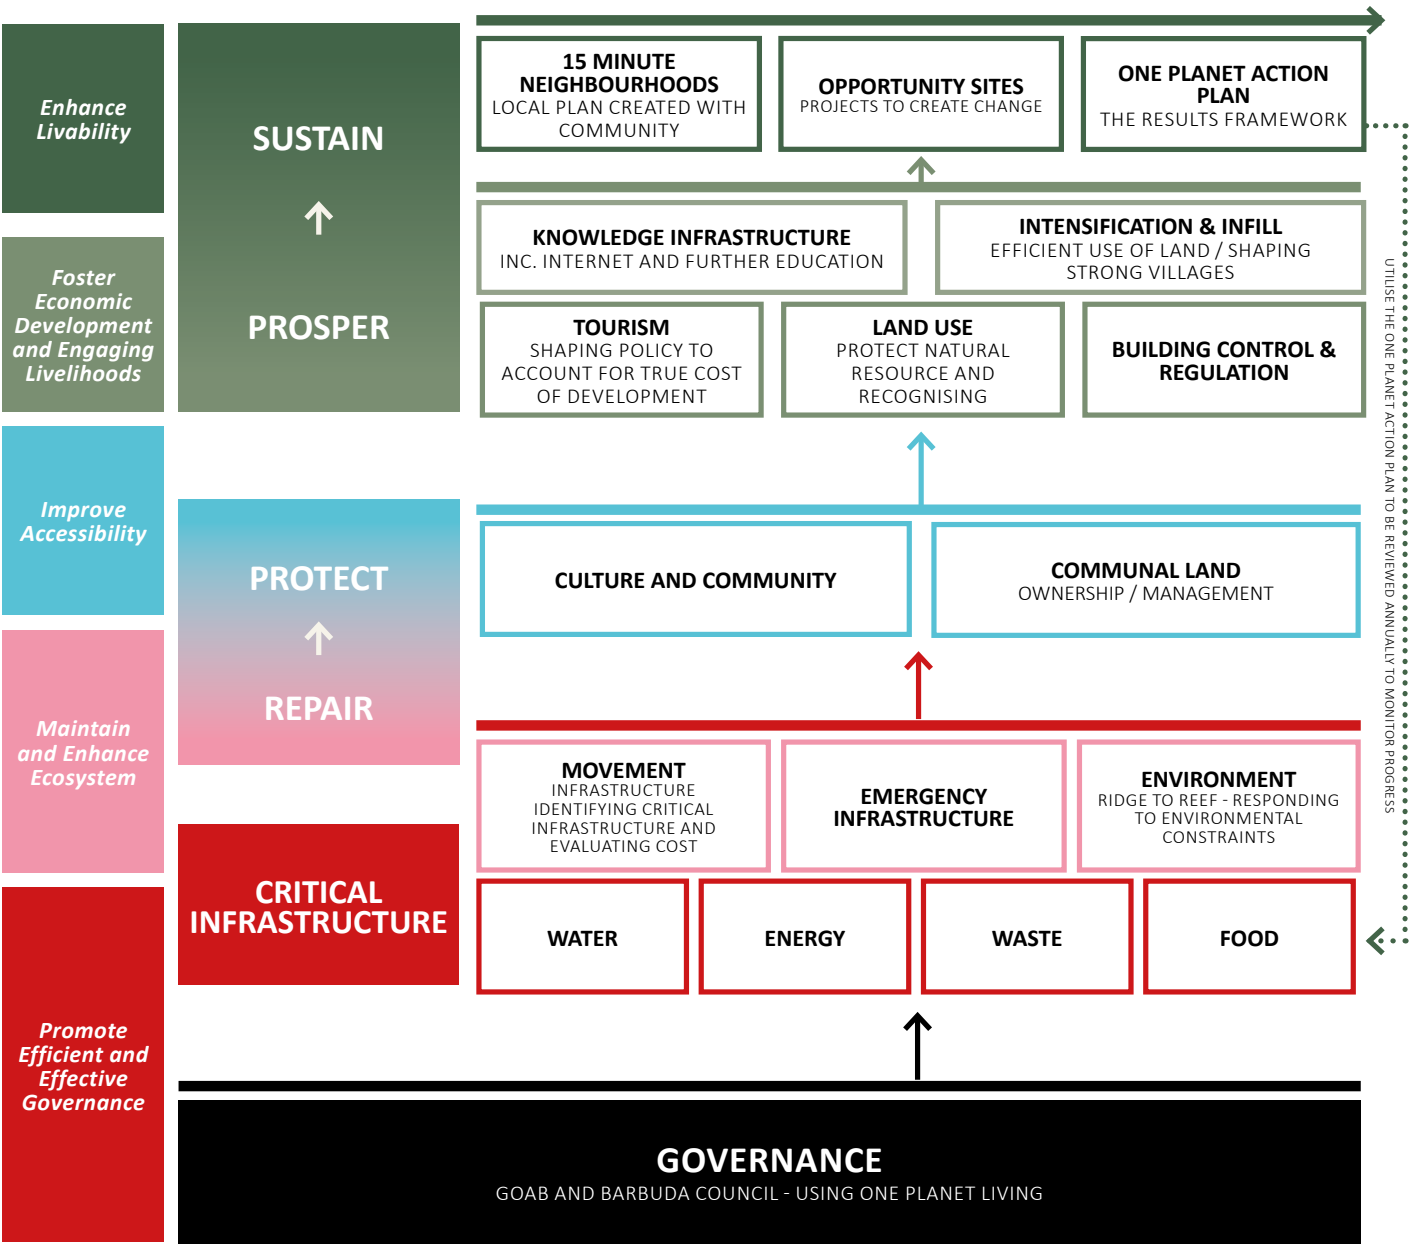 Enhance
Livability
Foster
Economic
Development
and Engaging
Livelihoods
Improve
Accessibility
Maintain
and Enhance
Ecosystem
Promote
Efficient and
Effective
Governance
SUSTAIN
PROSPER
PROTECT
REPAIR
CRITICAL
INFRASTRUCTURE
15 MINUTE
NEIGHBOURHOODS
LOCAL PLAN CREATED WITH
COMMUNITY
OPPORTUNITY SITES
PROJECTS TO CREATE CHANGE
ONE PLANET ACTION
PLAN
THE RESULTS FRAMEWORK
KNOWLEDGE INFRASTRUCTURE
INC. INTERNET AND FURTHER EDUCATION
INTENSIFICATION & INFILL
EFFICIENT USE OF LAND / SHAPING
STRONG VILLAGES
TOURISM
SHAPING POLICY TO
ACCOUNT FOR TRUE COST
OF DEVELOPMENT
LAND USE
PROTECT NATURAL
RESOURCE AND
RECOGNISING
BUILDING CONTROL &
REGULATION
CULTURE AND COMMUNITY
COMMUNAL LAND
OWNERSHIP / MANAGEMENT
MOVEMENT
INFRASTRUCTURE
IDENTIFYING CRITICAL
INFRASTRUCTURE AND
EVALUATING COST
EMERGENCY
INFRASTRUCTURE
ENVIRONMENT
RIDGE TO REEF - RESPONDING
TO ENVIRONMENTAL
CONSTRAINTS
WATER
ENERGY
WASTE
FOOD
GOVERNANCE
GOAB AND BARBUDA COUNCIL - USING ONE PLANET LIVING
UTILISE THE ONE PLANET ACTION PLAN TO BE REVIEWED ANNUALLY TO MONITOR PROGRESS